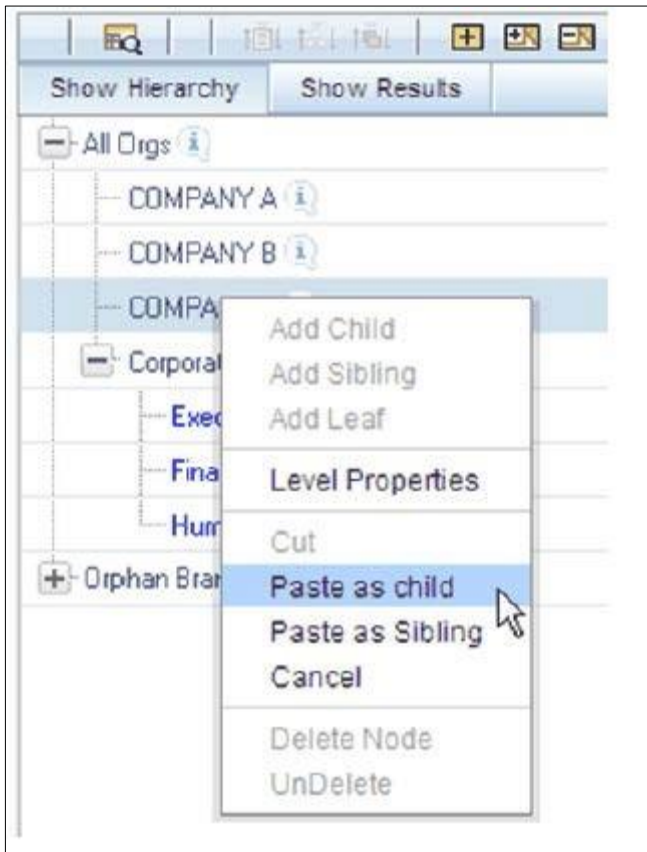 Show Hierarchy Show Results
All Orgs
COMPANY A
COMPANY B
COMPA
Corporat
Exec
Fina
Hum
Orphan Bran
Add Child
Add Sibling
Add Leaf
Level Properties
Cut
Paste as child
Paste as Sibling
Cancel
Delete Node
UnDelete